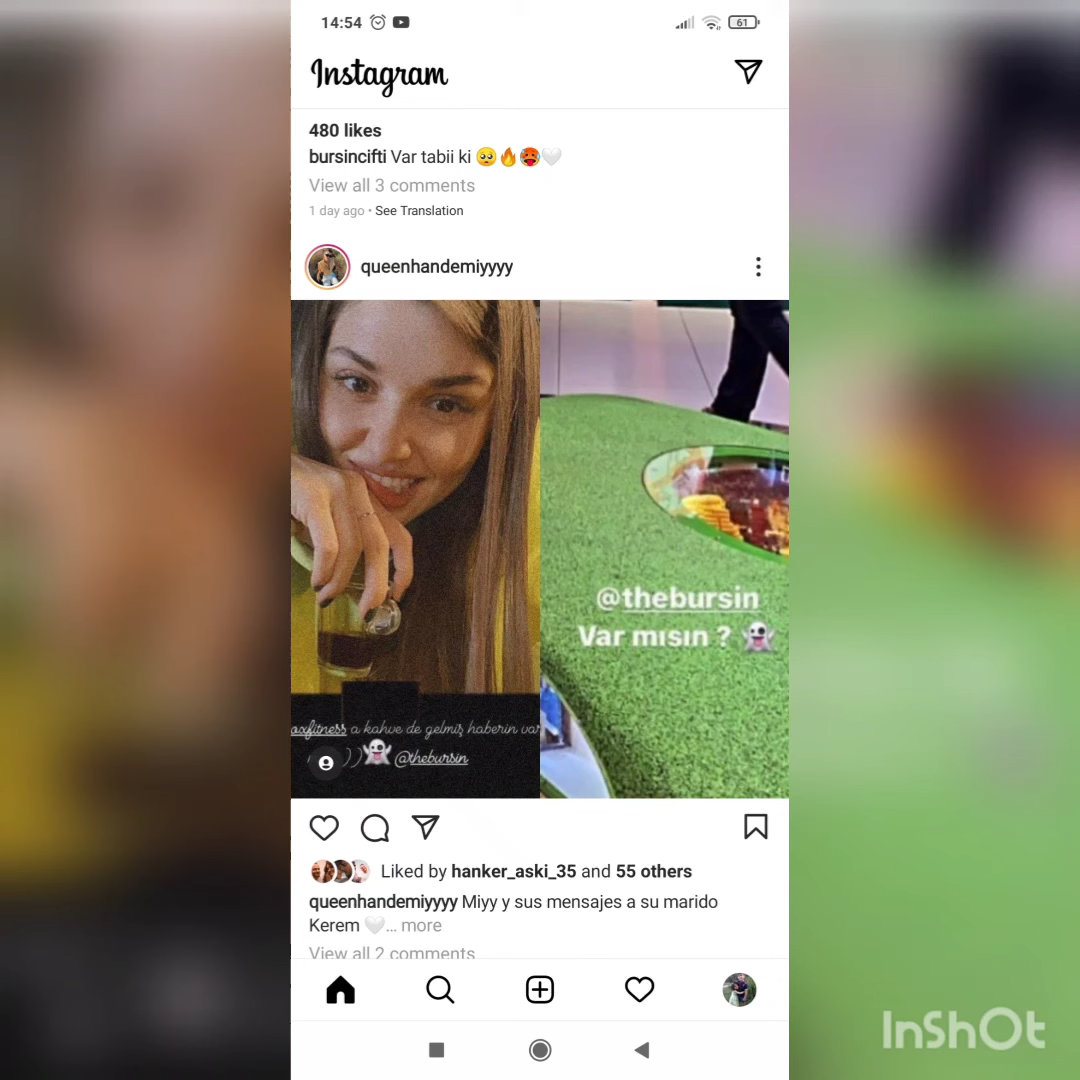 14:54
61
Instagram
480 likes
bursincifti Var tabii ki 🥺🔥🥵🤍
View all 3 comments
1 day ago • See Translation
queenhandemiyyyy
@thebursin
Var mısın ? 👻
oxfitness a kahve de gelmiş haberin var
))👻 @thebursin
Liked by hanker_aski_35 and 55 others
queenhandemiyyyy Miyy y sus mensajes a su marido
Kerem 🤍... more
View all 2 comments
InShOt